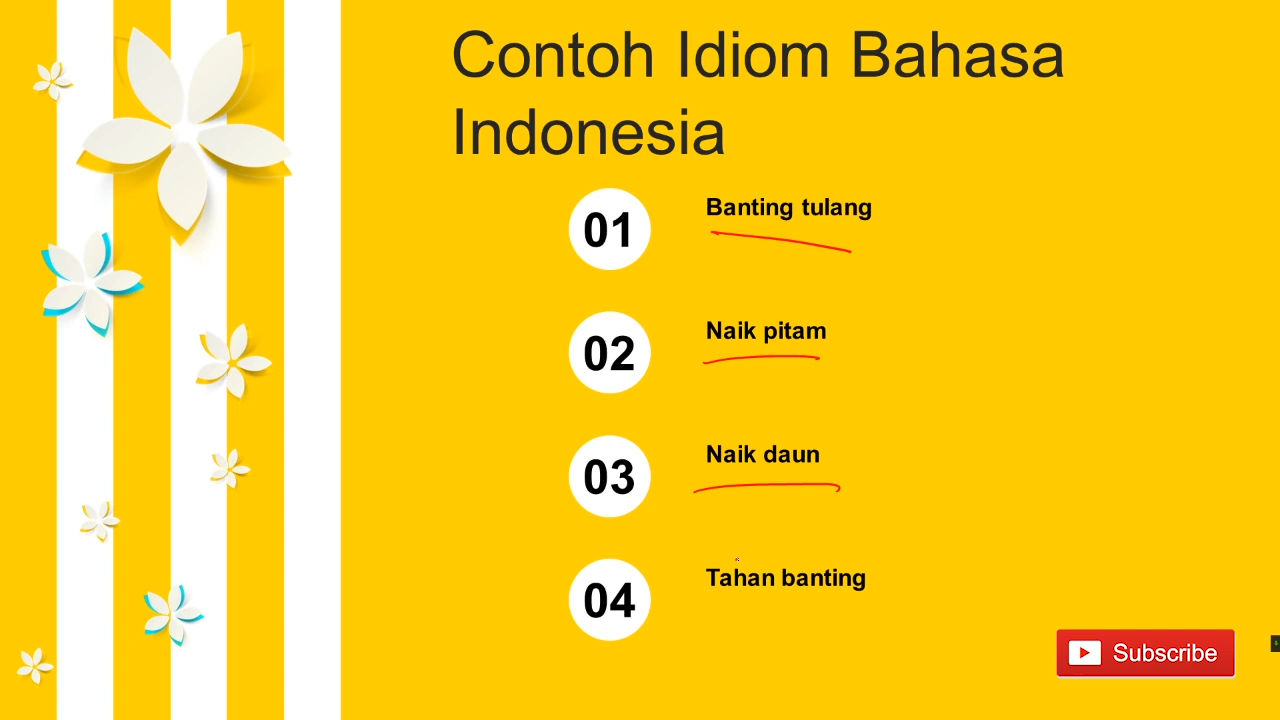 Contoh Idiom Bahasa
Indonesia
01
Banting tulang
02
Naik pitam
03
Naik daun
04
Tahan banting
Subscribe